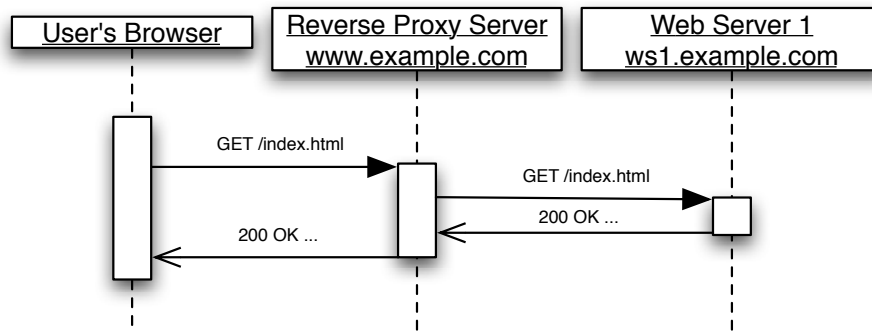 User's Browser
Reverse Proxy Server
www.example.com
Web Server 1
ws1.example.com
GET /index.html
GET /index.html
200 OK ...
200 OK ...